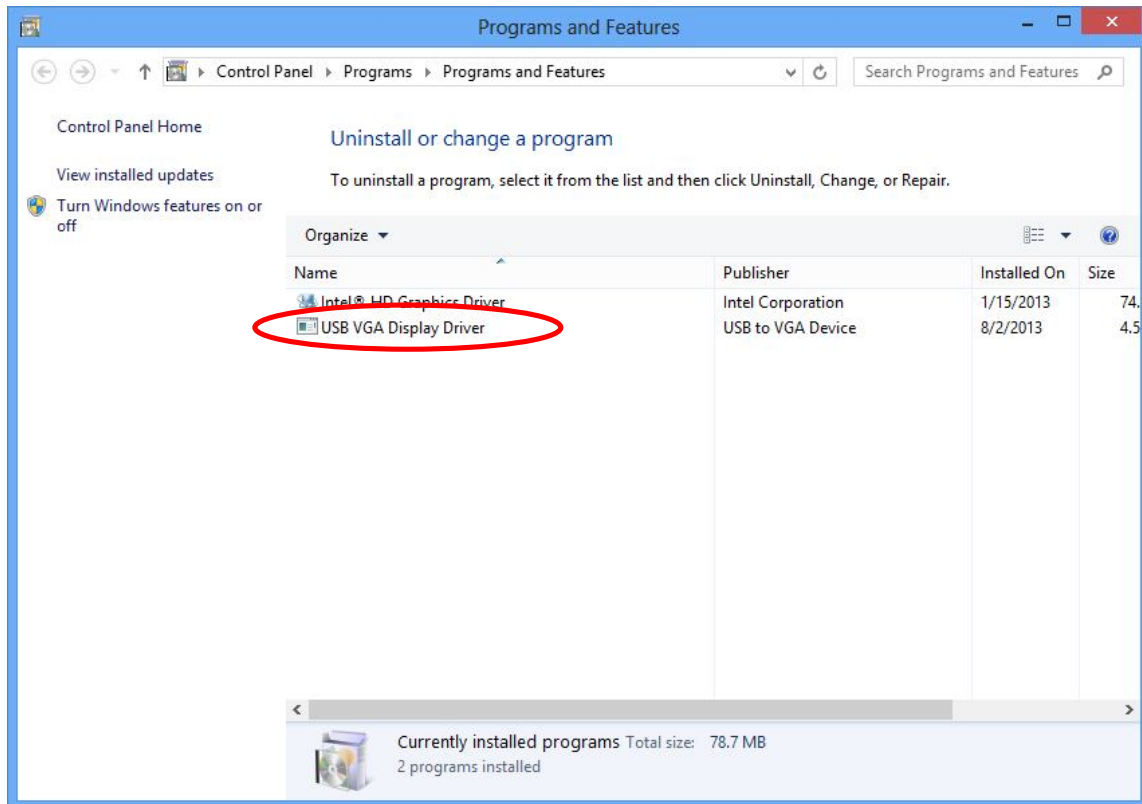 Programs and Features
Control Panel Programs Programs and Features
Search Programs and Features
Control Panel Home
View installed updates
Turn Windows features on or
off
Uninstall or change a program
To uninstall a program, select it from the list and then click Uninstall, Change, or Repair.
Organize
Name Publisher Installed On Size
Intel® HD Graphics Driver Intel Corporation 1/15/2013 74.
USB VGA Display Driver USB to VGA Device 8/2/2013 4.5
Currently installed programs Total size: 78.7 MB
2 programs installed